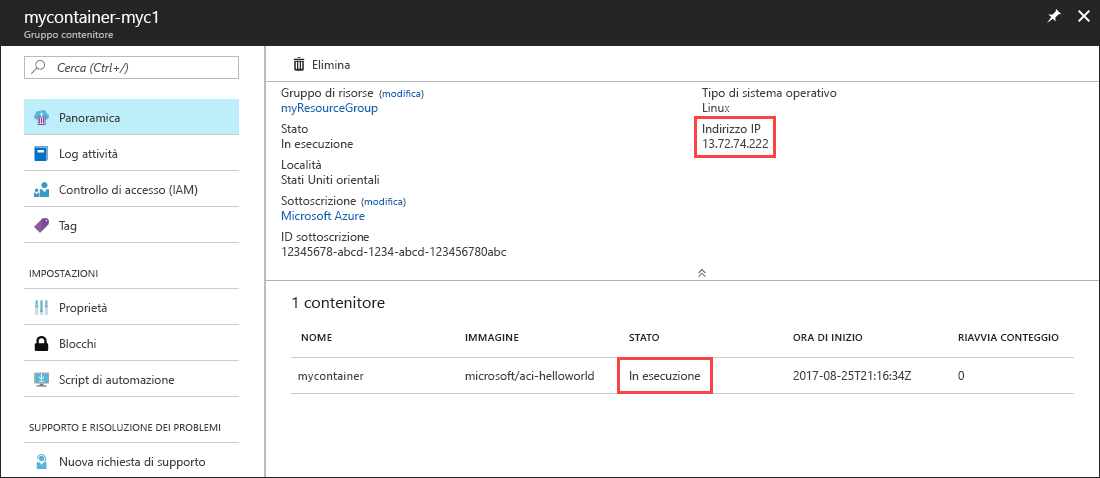 mycontainer-myc1
Gruppo contenitore
Cerca (Ctrl+/)
Panoramica
Log attività
Controllo di accesso (IAM)
Tag
IMPOSTAZIONI
Proprietà
Blocchi
Script di automazione
SUPPORTO E RISOLUZIONE DEI PROBLEMI
Nuova richiesta di supporto
Elimina
Gruppo di risorse (modifica)
myResourceGroup
Stato
In esecuzione
Località
Stati Uniti orientali
Sottoscrizione (modifica)
Microsoft Azure
ID sottoscrizione
12345678-abcd-1234-abcd-123456780abc
Tipo di sistema operativo
Linux
Indirizzo IP
13.72.74.222
1 contenitore
NOME IMMAGINE STATO ORA DI INIZIO RIAVVIA CONTEGGIO
mycontainer microsoft/aci-helloworld In esecuzione 2017-08-25T21:16:34Z 0